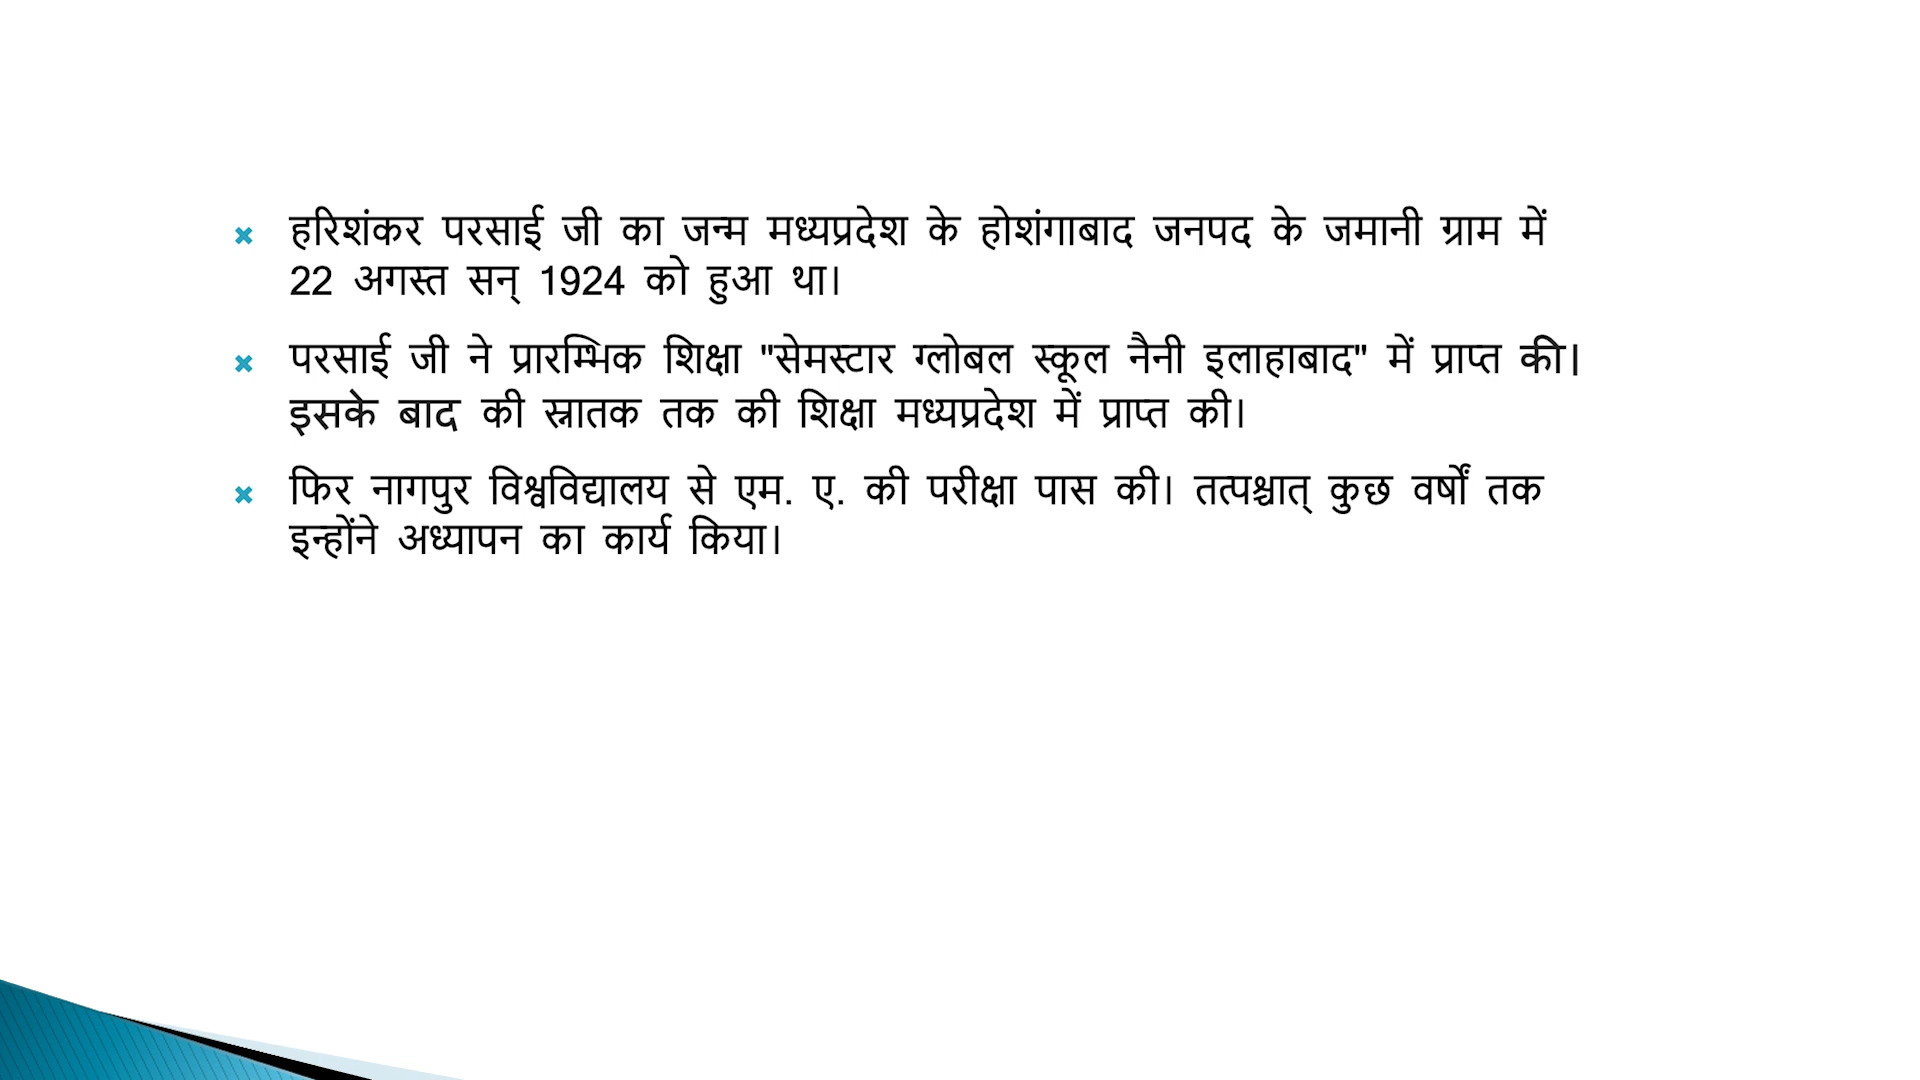 हरिशंकर परसाई जी का जन्म मध्यप्रदेश के होशंगाबाद जनपद के जमानी ग्राम में
22 अगस्त सन् 1924 को हुआ था।
परसाई जी ने प्रारम्भिक शिक्षा "सेमस्टार ग्लोबल स्कूल नैनी इलाहाबाद" में प्राप्त की।
इसके बाद की स्नातक तक की शिक्षा मध्यप्रदेश में प्राप्त की।
फिर नागपुर विश्वविद्यालय से एम. ए. की परीक्षा पास की। तत्पश्चात् कुछ वर्षों तक
इन्होंने अध्यापन का कार्य किया।